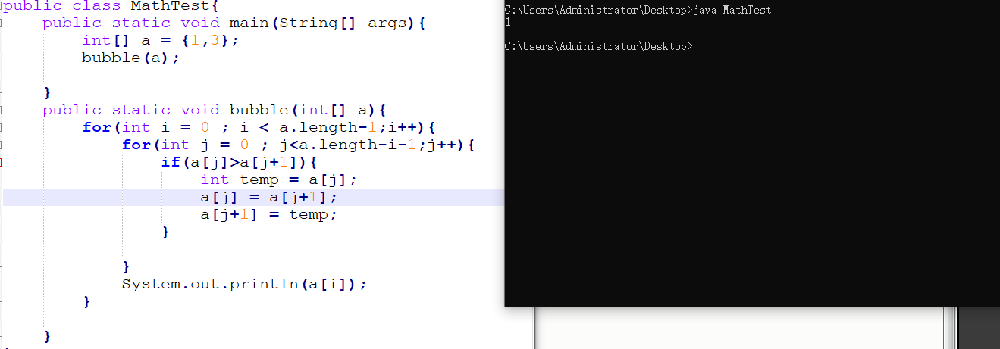 public class MathTest{
public static void main(String[] args){
int[] a = {1,3};
bubble(a);
}
public static void bubble(int[] a){
for(int i = 0 ; i < a.length-1;i++){
for(int j = 0 ; j<a.length-i-1;j++){
if(a[j]>a[j+1]){
int temp = a[j];
a[j] = a[j+1];
a[j+1] = temp;
}
}
System.out.println(a[i]);
}
}
C:\Users\Administrator\Desktop>java MathTest
1
C:\Users\Administrator\Desktop>